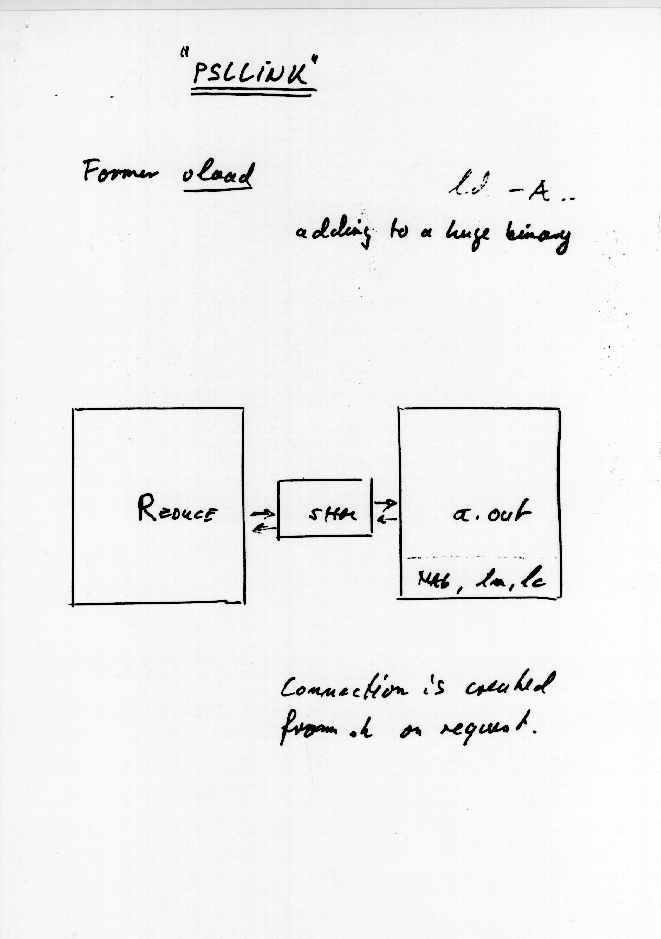 "PSLLINK"
Former oload
ld -A ..
adding to a huge binary
REDUCE
SHM
a.out
NAG, lm, lc
Connection is created
from .h on request.